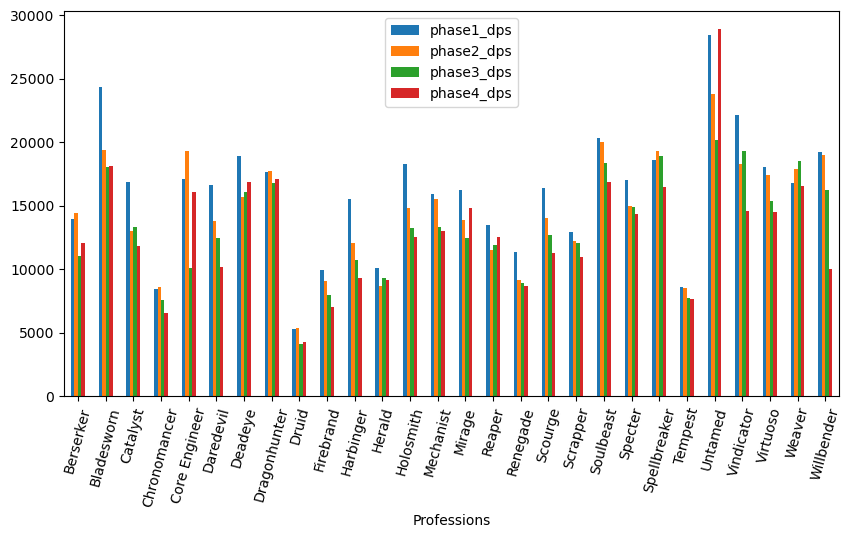 30000
25000
20000
15000
10000
5000
0
phase1_dps
phase2_dps
phase3_dps
phase4_dps
Berserker
Bladesworn
Catalyst
Chronomancer
Core Engineer
Daredevil
Deadeye
Dragonhunter
Druid
Firebrand
Harbinger
Herald
Holosmith
Mechanist
Mirage
Reaper
Renegade
Scourge
Scrapper
Soulbeast
Specter
Spellbreaker
Tempest
Untamed
Vindicator
Virtuoso
Weaver
Willbender
Professions